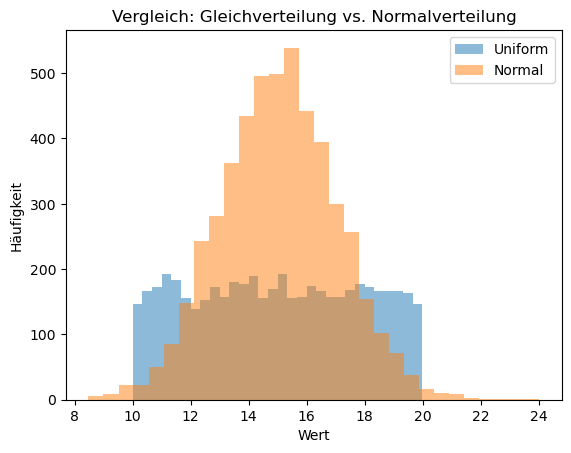 Vergleich: Gleichverteilung vs. Normalverteilung
Uniform
Normal
Häufigkeit
500
400
300
200
100
0
8 10 12 14 16 18 20 22 24
Wert